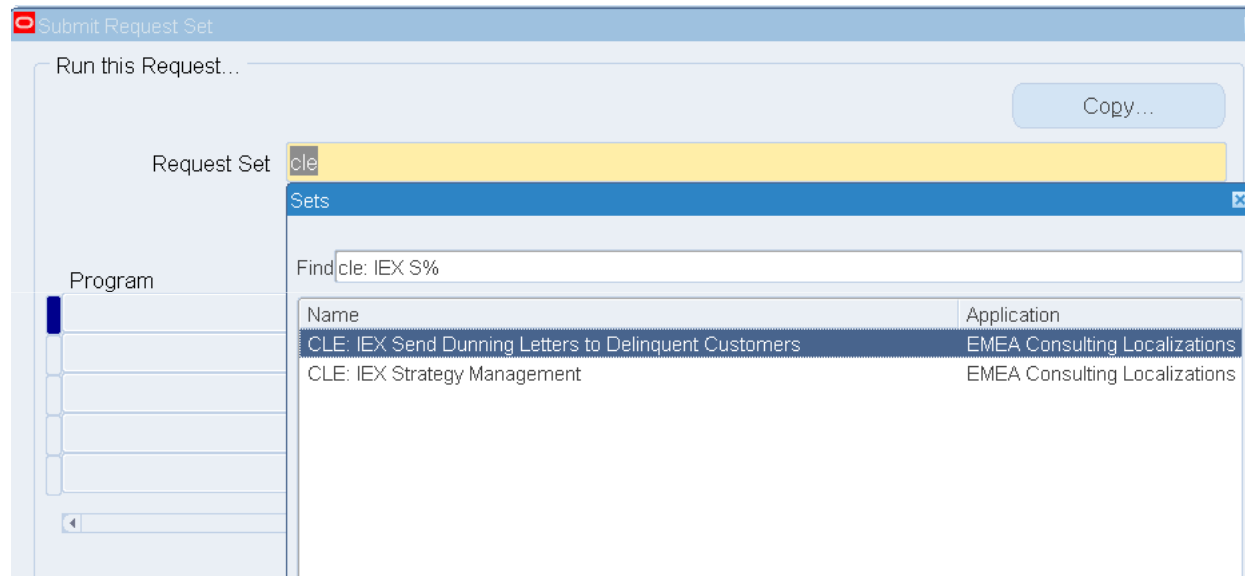 Submit Request Set
Run this Request...
Copy...
Request Set cle
Sets
Find cle: IEX S%
Program
Name Application
CLE: IEX Send Dunning Letters to Delinquent Customers EMEA Consulting Localizations
CLE: IEX Strategy Management EMEA Consulting Localizations